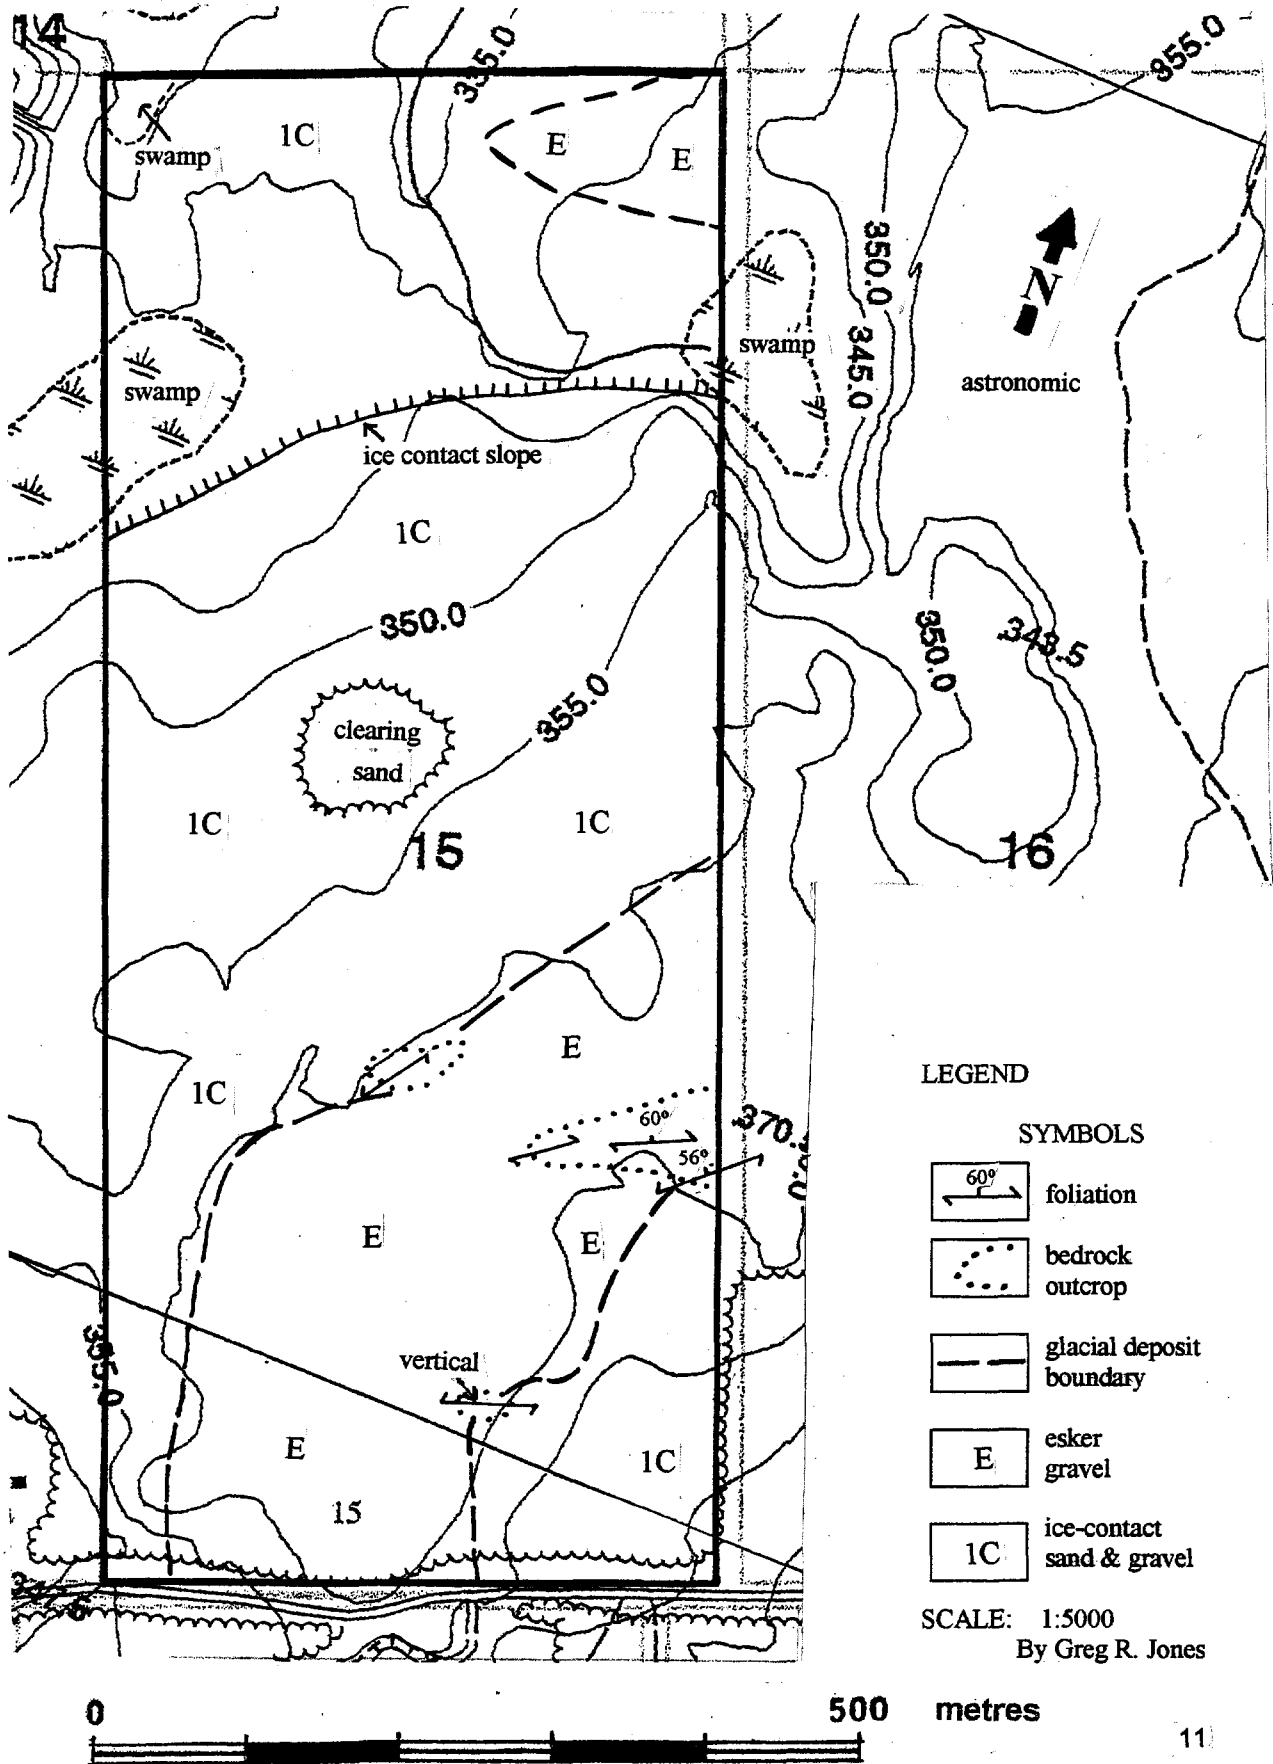 14
335.0
355.0
1C
E
E
swamp
350.0
N
345.0
swamp
astronomic
swamp
ice contact slope
1C
350.0
350.0
343.5
355.0
clearing
sand
1C
1C
15
16
E
1C
60°
370.
56°
E
E
vertical
355.0
E
1C
15
LEGEND
SYMBOLS
60° foliation
bedrock
outcrop
glacial deposit
boundary
E esker
gravel
1C ice-contact
sand & gravel
SCALE: 1:5000
By Greg R. Jones
0 500 metres
11